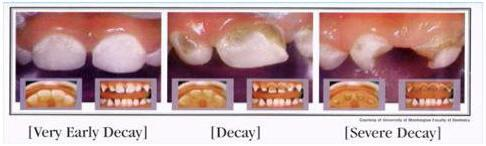 Courtesy of University of Washington Faculty of Dentistry
[Very Early Decay] [Decay] [Severe Decay]